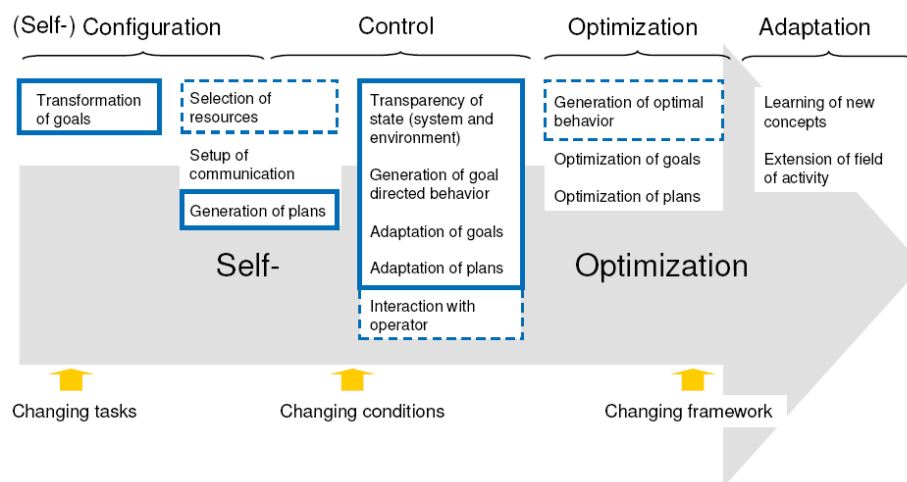 (Self-) Configuration
Control
Optimization
Adaptation
Transformation
of goals
Selection of
resources
Setup of
communication
Generation of plans
Transparency of
state (system and
environment)
Generation of goal
directed behavior
Adaptation of goals
Adaptation of plans
Interaction with
operator
Generation of optimal
behavior
Optimization of goals
Optimization of plans
Learning of new
concepts
Extension of field
of activity
Self-
Optimization
Changing tasks
Changing conditions
Changing framework